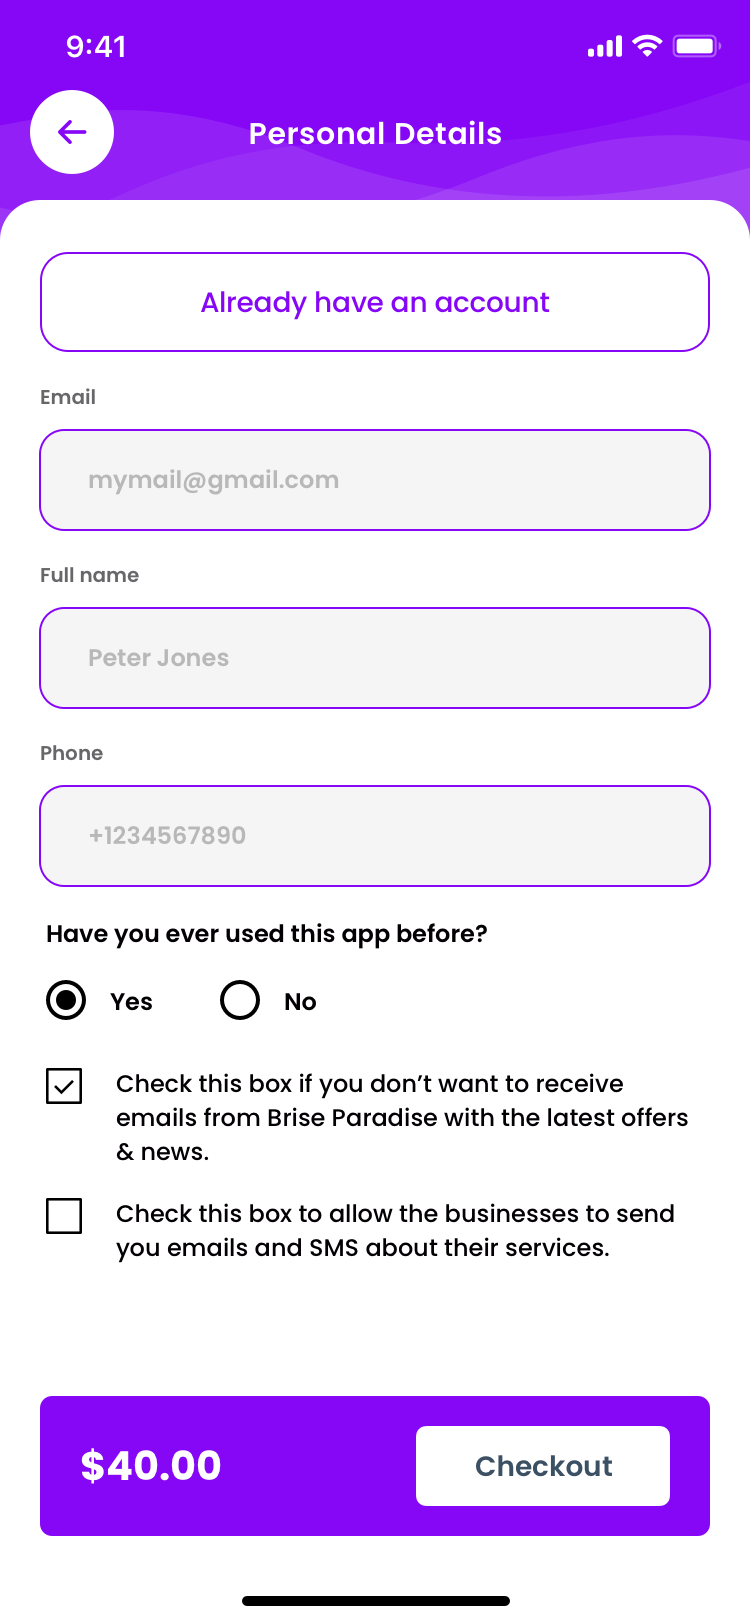 9:41
Personal Details
Already have an account
Email
mymail@gmail.com
Full name
Peter Jones
Phone
+1234567890
Have you ever used this app before?
Yes No
Check this box if you don’t want to receive
emails from Brise Paradise with the latest offers
& news.
Check this box to allow the businesses to send
you emails and SMS about their services.
$40.00 Checkout